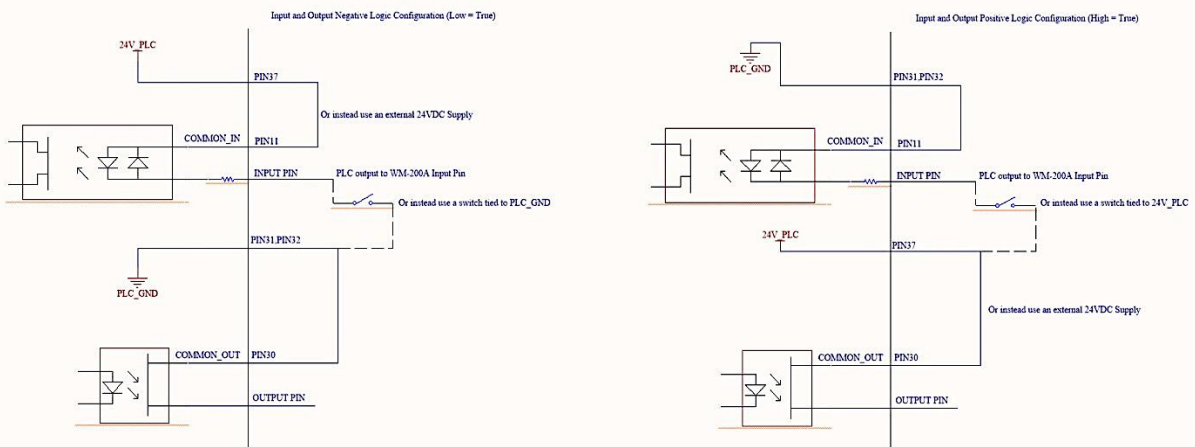 Input and Output Negative Logic Configuration (Low = True)
24V_PLC
PIN37
Or instead use an external 24VDC Supply
COMMON_IN
PIN11
INPUT PIN
PLC output to WM-200A Input Pin
Or instead use a switch tied to PLC_GND
PIN31,PIN32
PLC_GND
COMMON_OUT
PIN30
OUTPUT PIN
Input and Output Positive Logic Configuration (High = True)
PLC_GND
PIN31,PIN32
COMMON_IN
PIN11
INPUT PIN
PLC output to WM-200A Input Pin
Or instead use a switch tied to 24V_PLC
24V_PLC
PIN37
Or instead use an external 24VDC Supply
COMMON_OUT
PIN30
OUTPUT PIN